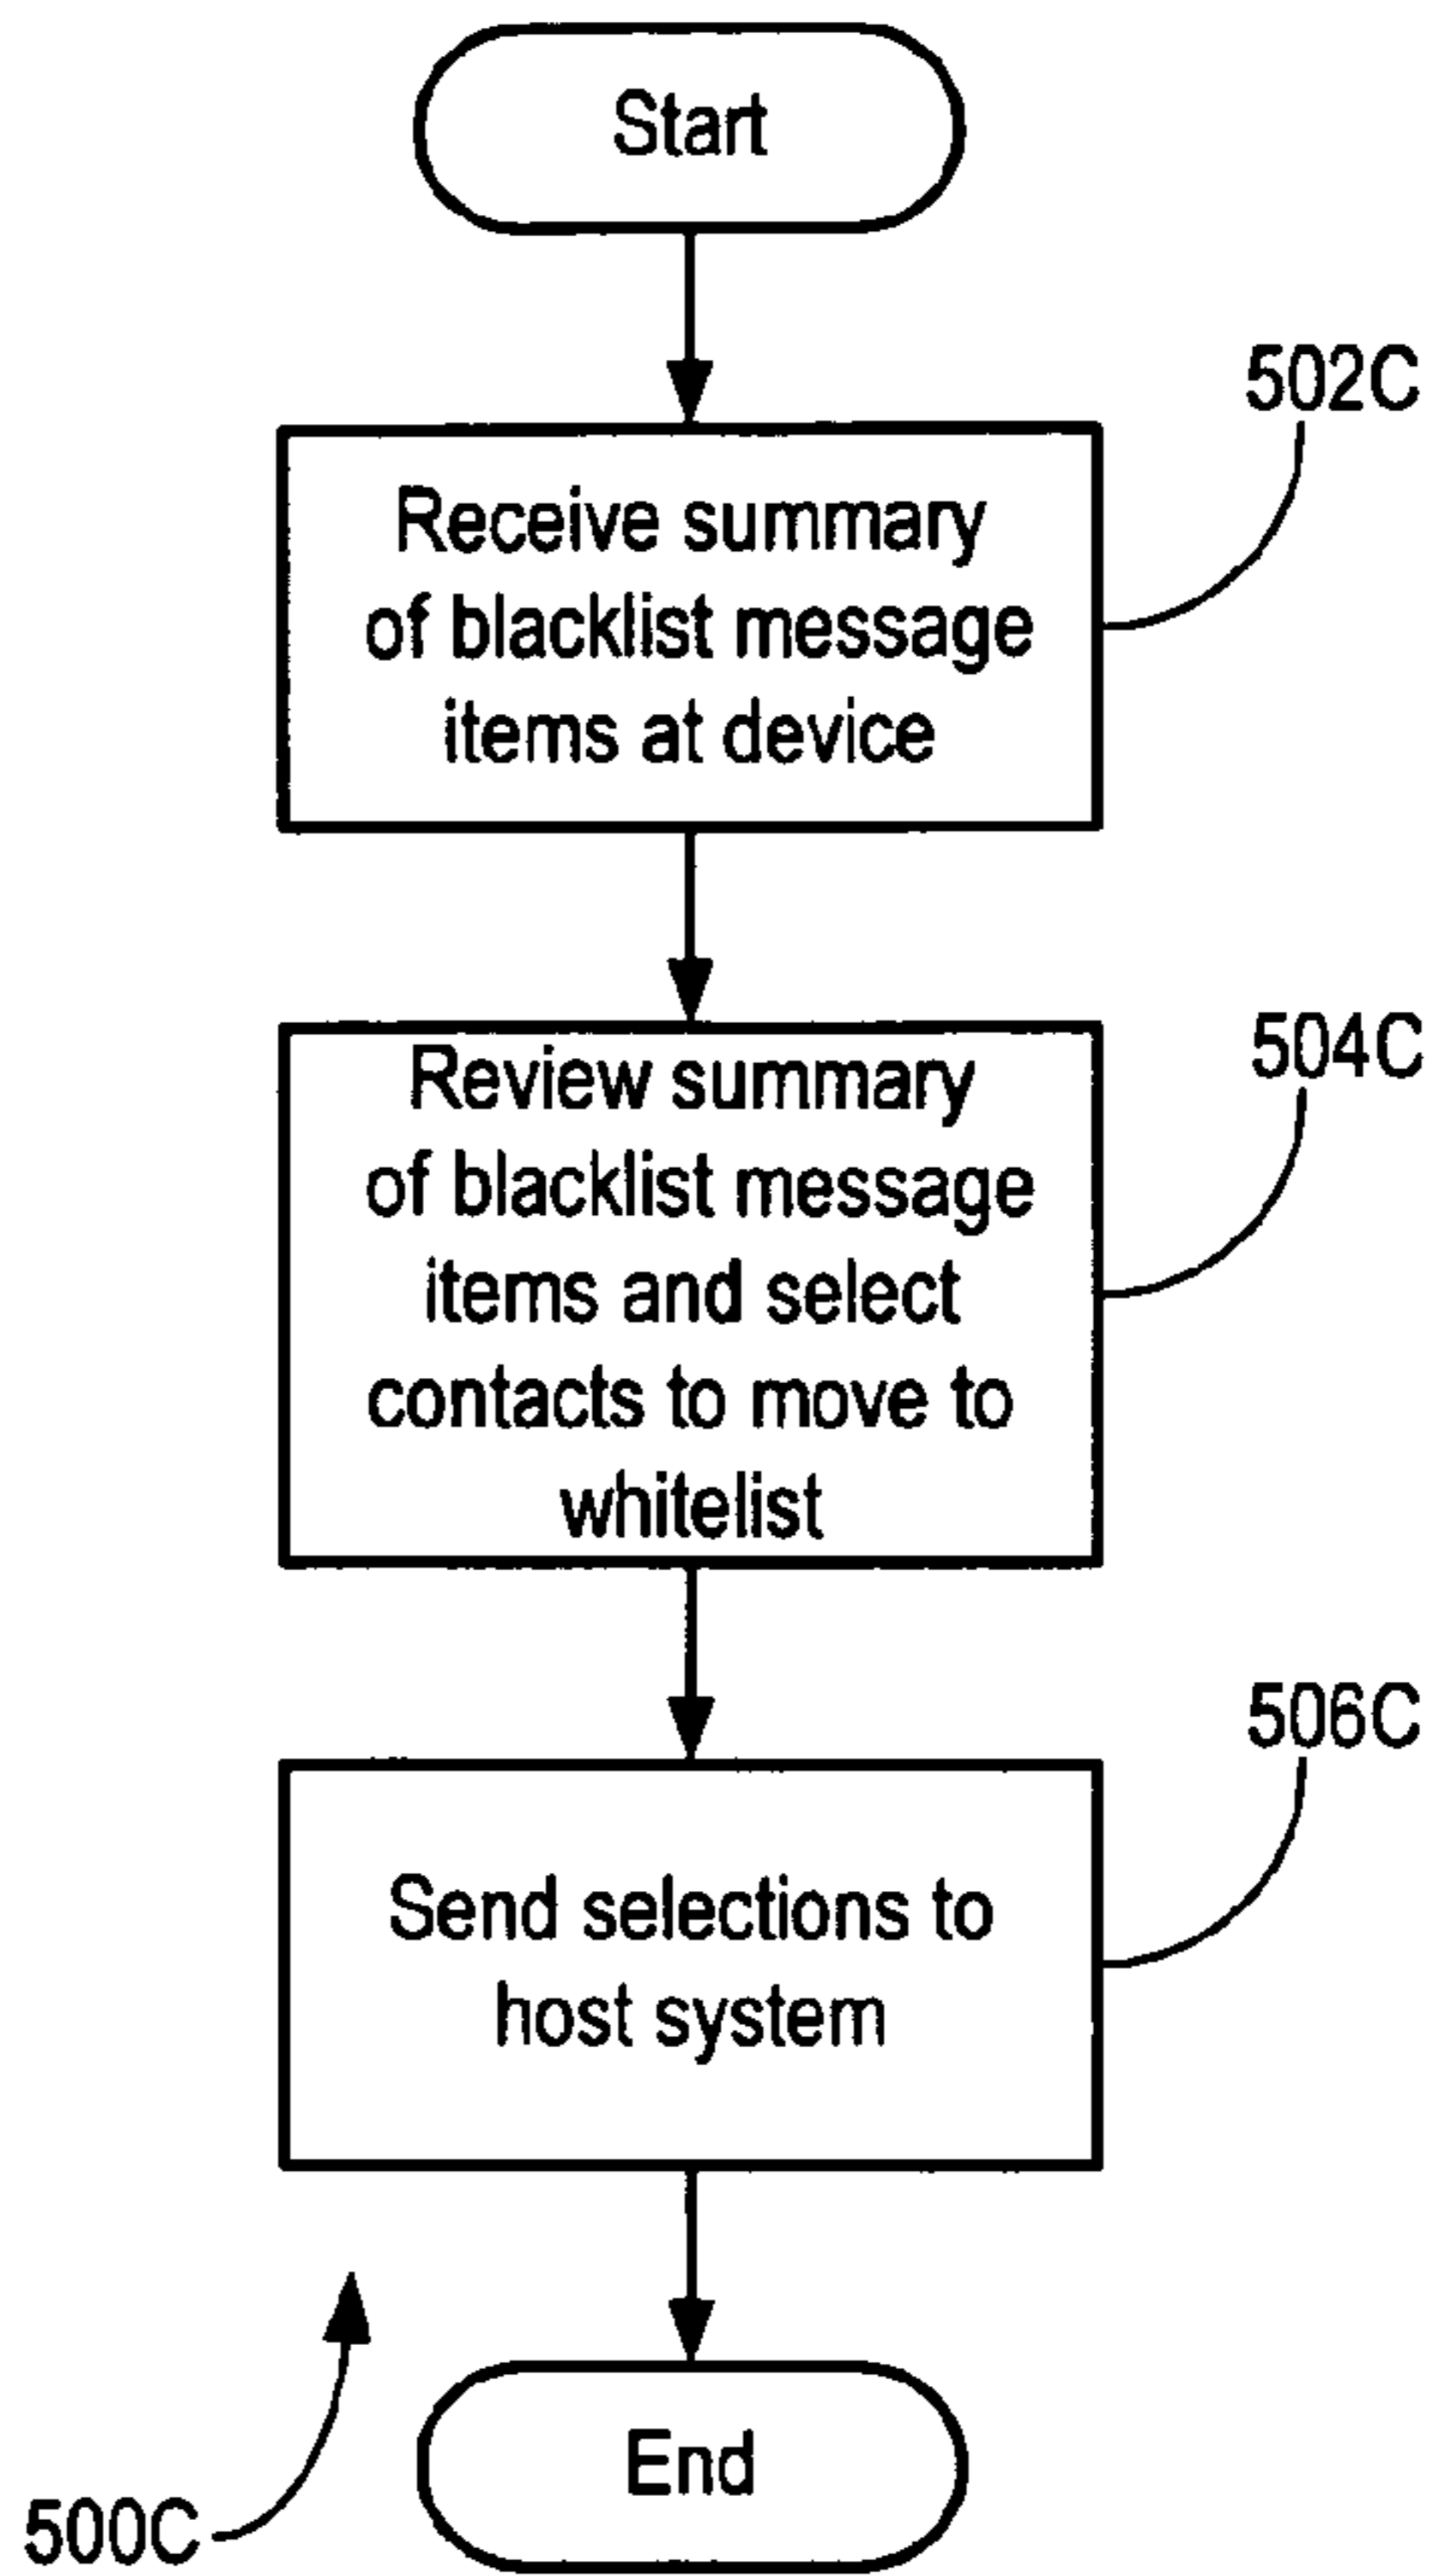 Start
502C
Receive summary
of blacklist message
items at device
504C
Review summary
of blacklist message
items and select
contacts to move to
whitelist
506C
Send selections to
host system
End
500C